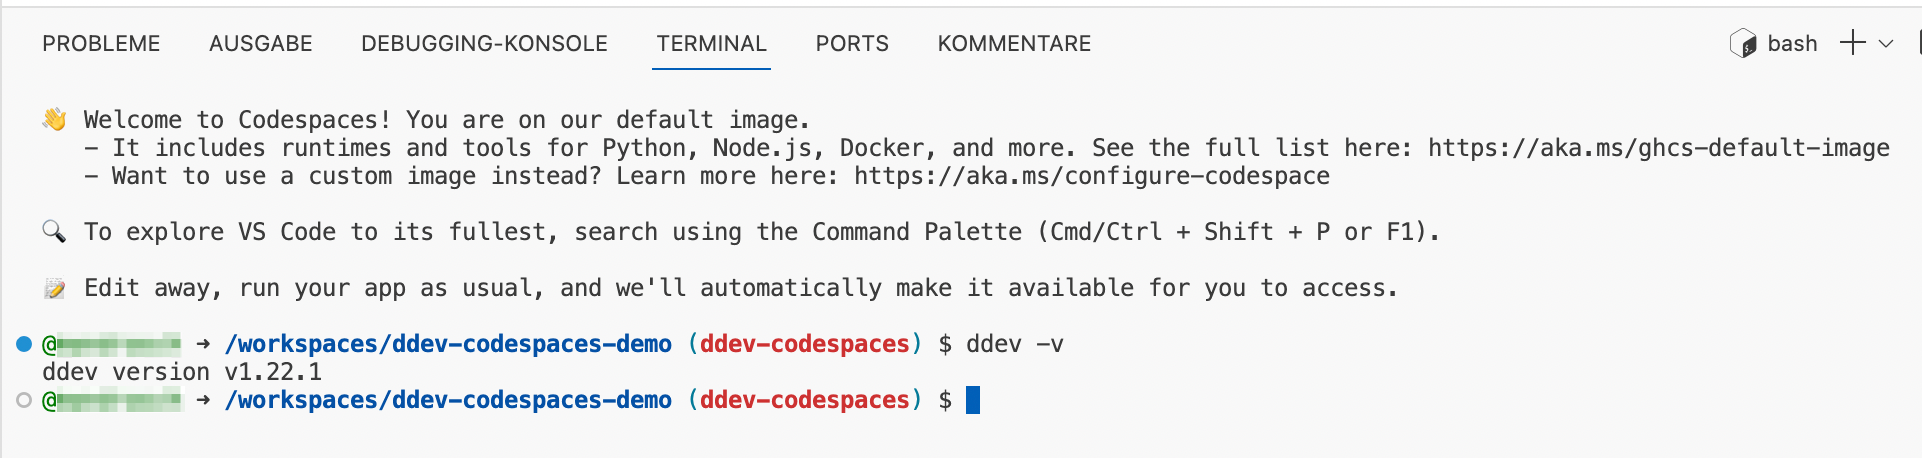 PROBLEME AUSGABE DEBUGGING-KONSOLE TERMINAL PORTS KOMMENTARE bash
👋 Welcome to Codespaces! You are on our default image.
- It includes runtimes and tools for Python, Node.js, Docker, and more. See the full list here: https://aka.ms/ghcs-default-image
- Want to use a custom image instead? Learn more here: https://aka.ms/configure-codespace
🔍 To explore VS Code to its fullest, search using the Command Palette (Cmd/Ctrl + Shift + P or F1).
📝 Edit away, run your app as usual, and we'll automatically make it available for you to access.
@ ➜ /workspaces/ddev-codespaces-demo (ddev-codespaces) $ ddev -v
ddev version v1.22.1
@ ➜ /workspaces/ddev-codespaces-demo (ddev-codespaces) $